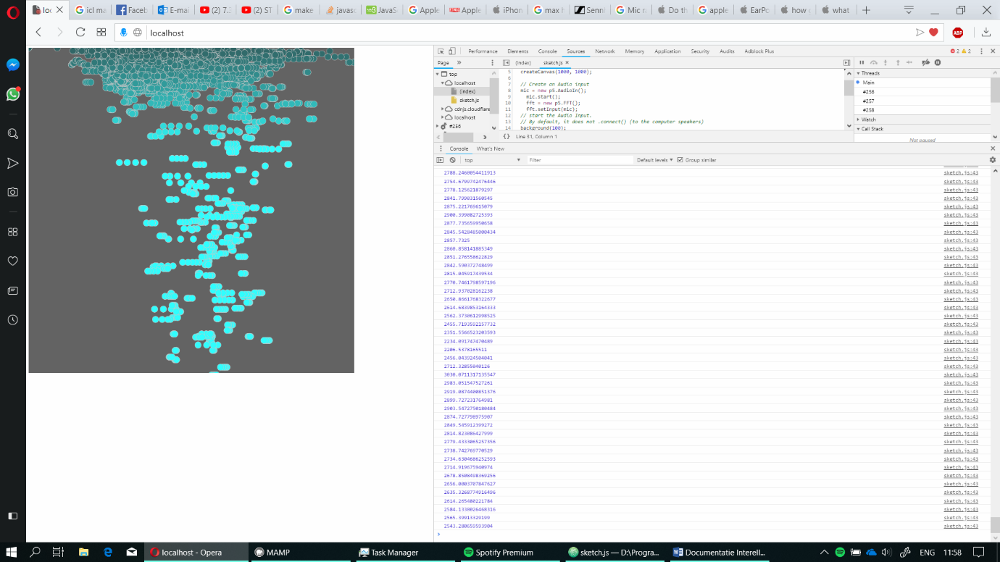 loc
icl ma
Faceb
E-mai
(2) 7.3
(2) ST
make
javasc
JavaS
Apple
Apple
iPhon
max h
Senn
Mic ra
Do th
apple
EarPo
how c
what
localhost
ABP
Performance Elements Console Sources Network Memory Application Security Audits Adblock Plus 2 2
Page (index) sketch.js
top
localhost
(index)
sketch.js
cdnjs.cloudflare
localhost
#256
5 createCanvas(1000, 1000);
6
7 // Create an Audio input
8 mic = new p5.AudioIn();
9 mic.start();
10 fft = new p5.FFT();
11 fft.setInput(mic);
12 // start the Audio Input.
13 // By default, it does not .connect() (to the computer speakers)
14 background(100);
{} Line 31, Column 1
Threads
Main
#256
#257
#258
Watch
Call Stack
Not paused
Console What's New
top Filter Default levels Group similar
2788.2460054411913 sketch.js:43
2754.6799742476446 sketch.js:43
2778.125621879297 sketch.js:43
2841.799031560545 sketch.js:43
2875.221769615079 sketch.js:43
2900.399082725393 sketch.js:43
2877.735659950658 sketch.js:43
2845.5428485000434 sketch.js:43
2857.7325 sketch.js:43
2860.858141885349 sketch.js:43
2851.276558622829 sketch.js:43
2842.590372748499 sketch.js:43
2815.045917439534 sketch.js:43
2770.7461798597196 sketch.js:43
2712.937028162238 sketch.js:43
2650.8661768322677 sketch.js:43
2614.6839853164333 sketch.js:43
2562.3730612998525 sketch.js:43
2455.7193592157732 sketch.js:43
2351.5566523203593 sketch.js:43
2234.091747470489 sketch.js:43
2206.5378165511 sketch.js:43
2456.043924504041 sketch.js:43
2712.32855040126 sketch.js:43
3030.0711317135547 sketch.js:43
2983.051547527261 sketch.js:43
2919.0874400851376 sketch.js:43
2899.727231764981 sketch.js:43
2903.5472750180484 sketch.js:43
2874.727798975907 sketch.js:43
2849.545912399272 sketch.js:43
2814.823086427999 sketch.js:43
2779.4333065257356 sketch.js:43
2738.742769770529 sketch.js:43
2734.6304686252593 sketch.js:43
2714.919675940974 sketch.js:43
2678.8508498369256 sketch.js:43
2656.0003707847627 sketch.js:43
2635.3268774916496 sketch.js:43
2614.265480221784 sketch.js:43
2584.1338026468316 sketch.js:43
2565.39913329199 sketch.js:43
2543.280659593904 sketch.js:43
localhost - Opera
MAMP
Task Manager
Spotify Premium
sketch.js — D:\Progra...
Documentatie Interell...
ENG 11:58